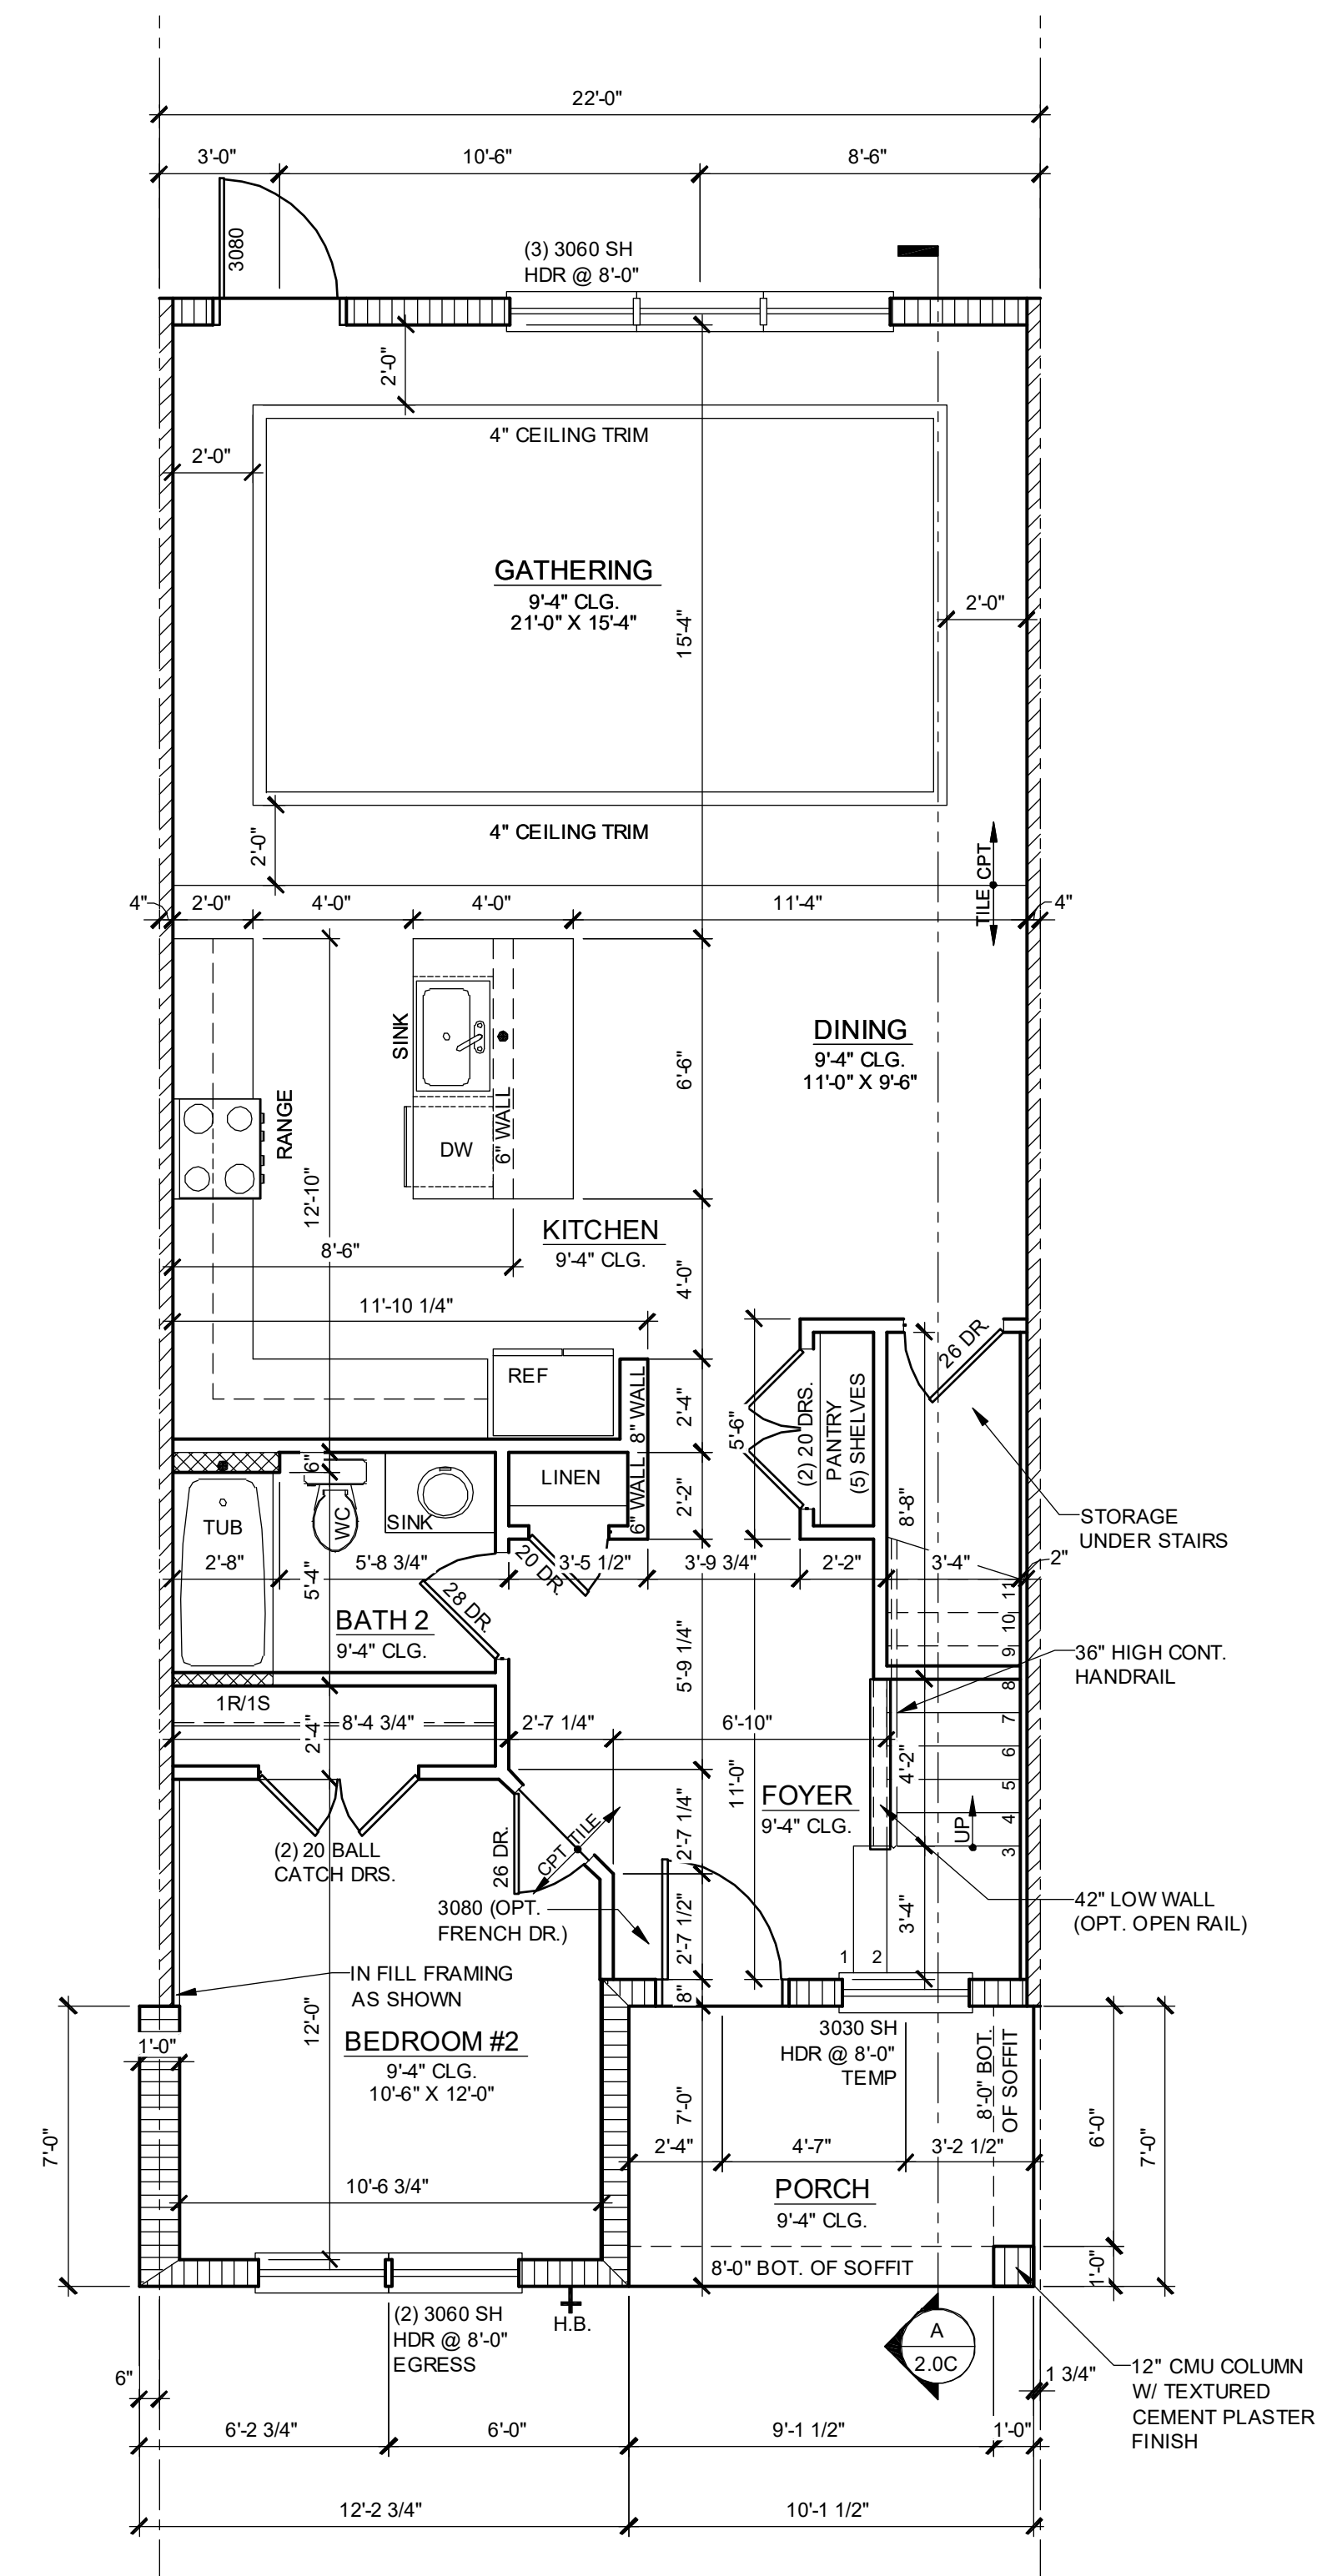 22'-0"
3'-0"
10'-6"
8'-6"
3080
(3) 3060 SH
HDR @ 8'-0"
2'-0"
4" CEILING TRIM
2'-0"
GATHERING
9'-4" CLG.
21'-0" X 15'-4"
15'-4"
2'-0"
4" CEILING TRIM
2'-0"
CPT
TILE
4"
2'-0"
4'-0"
4'-0"
11'-4"
4"
SINK
DINING
9'-4" CLG.
11'-0" X 9'-6"
6'-6"
RANGE
6" WALL
DW
12'-10"
KITCHEN
9'-4" CLG.
8'-6"
4'-0"
11'-10 1/4"
26 DR.
REF
8" WALL
2'-4"
5'-6"
(2) 20 DRS.
PANTRY
(5) SHELVES
6"
LINEN
6" WALL
2'-2"
8'-8"
STORAGE
UNDER STAIRS
TUB
WC
SINK
2'-8"
5'-8 3/4"
20 DR.
3'-5 1/2"
3'-9 3/4"
2'-2"
3'-4"
2"
5'-4"
28 DR.
11
10
9
8
7
6
5
4
3
BATH 2
9'-4" CLG.
5'-9 1/4"
36" HIGH CONT.
HANDRAIL
1R/1S
2'-4"
8'-4 3/4"
2'-7 1/4"
6'-10"
4'-2"
11'-0"
FOYER
9'-4" CLG.
2'-7 1/4"
UP
(2) 20 BALL
CATCH DRS.
26 DR.
CPT
TILE
3080 (OPT.
FRENCH DR.)
2'-7 1/2"
3'-4"
42" LOW WALL
(OPT. OPEN RAIL)
1
2
IN FILL FRAMING
AS SHOWN
8"
12'-0"
1'-0"
BEDROOM #2
9'-4" CLG.
10'-6" X 12'-0"
3030 SH
HDR @ 8'-0"
TEMP
8'-0" BOT.
OF SOFFIT
7'-0"
7'-0"
6'-0"
7'-0"
2'-4"
4'-7"
3'-2 1/2"
10'-6 3/4"
PORCH
9'-4" CLG.
8'-0" BOT. OF SOFFIT
1'-0"
(2) 3060 SH
HDR @ 8'-0"
EGRESS
H.B.
A
2.0C
6"
1 3/4"
12" CMU COLUMN
W/ TEXTURED
CEMENT PLASTER
FINISH
6'-2 3/4"
6'-0"
9'-1 1/2"
1'-0"
12'-2 3/4"
10'-1 1/2"